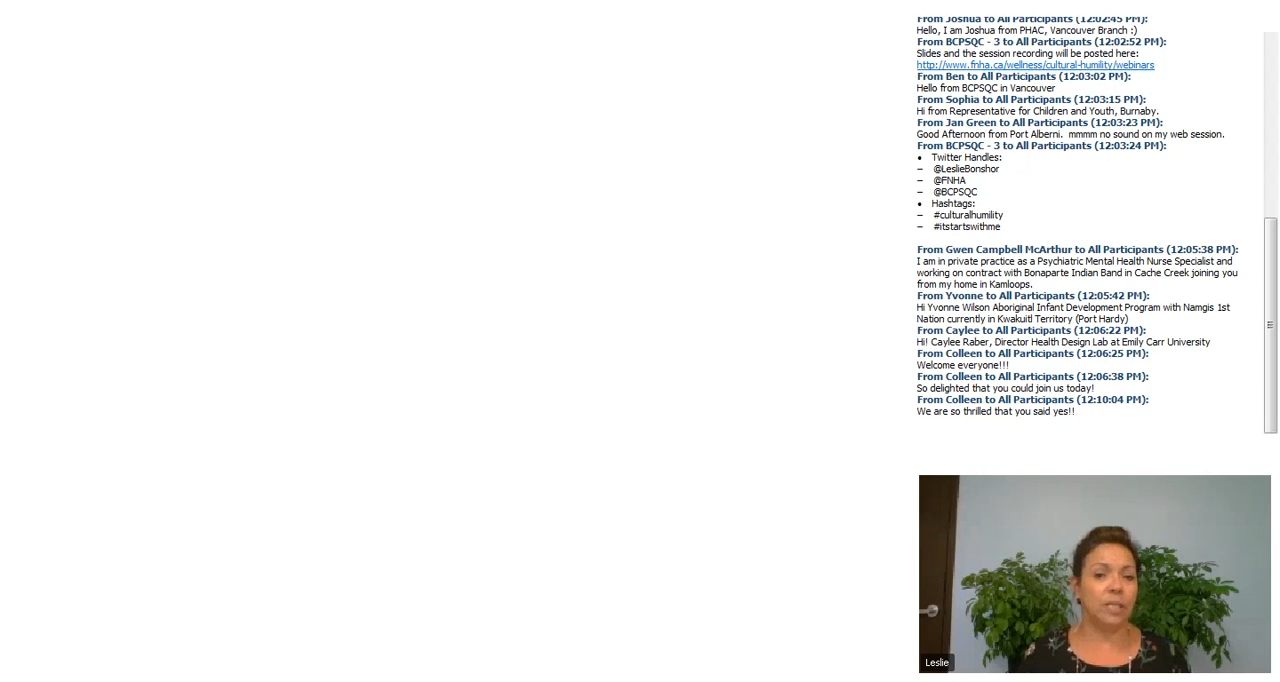 From Joshua to All Participants (12:02:45 PM):
Hello, I am Joshua from PHAC, Vancouver Branch :)
From BCPSQC - 3 to All Participants (12:02:52 PM):
Slides and the session recording will be posted here:
http://www.fnha.ca/wellness/cultural-humility/webinars
From Ben to All Participants (12:03:02 PM):
Hello from BCPSQC in Vancouver
From Sophia to All Participants (12:03:15 PM):
Hi from Representative for Children and Youth, Burnaby.
From Jan Green to All Participants (12:03:23 PM):
Good Afternoon from Port Alberni.  mmmm no sound on my web session.
From BCPSQC - 3 to All Participants (12:03:24 PM):
• Twitter Handles:
– @LeslieBonshor
– @FNHA
– @BCPSQC
• Hashtags:
– #culturalhumility
– #itstartswithme
From Gwen Campbell McArthur to All Participants (12:05:38 PM):
I am in private practice as a Psychiatric Mental Health Nurse Specialist and
working on contract with Bonaparte Indian Band in Cache Creek joining you
from my home in Kamloops.
From Yvonne to All Participants (12:05:42 PM):
Hi Yvonne Wilson Aboriginal Infant Development Program with Namgis 1st
Nation currently in Kwakuitl Territory (Port Hardy)
From Caylee to All Participants (12:06:22 PM):
Hi! Caylee Raber, Director Health Design Lab at Emily Carr University
From Colleen to All Participants (12:06:25 PM):
Welcome everyone!!!
From Colleen to All Participants (12:06:38 PM):
So delighted that you could join us today!
From Colleen to All Participants (12:10:04 PM):
We are so thrilled that you said yes!!
Leslie